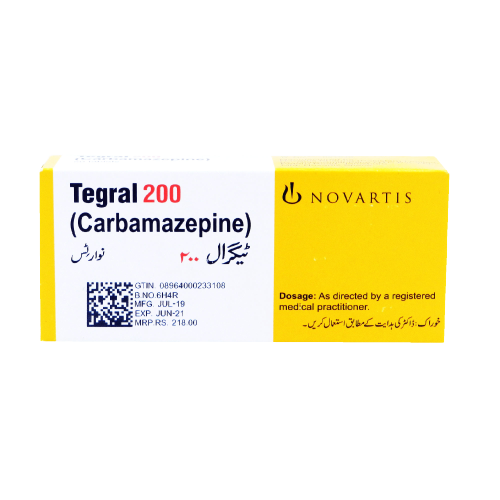 Tegral 200
(Carbamazepine)
نوارٹس ٹیگرال ۲۰۰
GTIN: 08964000233108
B.NO.6H4R
MFG. JUL-19
EXP. JUN-21
MRP.RS. 218.00
NOVARTIS
Dosage: As directed by a registered
medical practitioner.
خوراک: ڈاکٹر کی ہدایت کے مطابق استعمال کریں۔